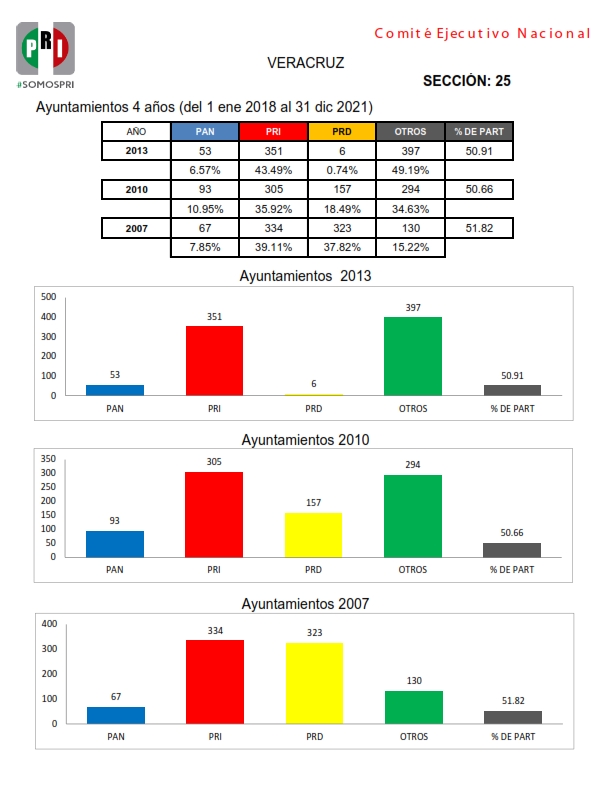 Comité Ejecutivo Nacional
PRI
#SOMOSPRI
VERACRUZ
SECCIÓN: 25
Ayuntamientos 4 años (del 1 ene 2018 al 31 dic 2021)
AÑO PAN PRI PRD OTROS % DE PART
2013 53 351 6 397 50.91
6.57% 43.49% 0.74% 49.19%
2010 93 305 157 294 50.66
10.95% 35.92% 18.49% 34.63%
2007 67 334 323 130 51.82
7.85% 39.11% 37.82% 15.22%
Ayuntamientos 2013
500
400
300
200
100
0
53 351 6 397 50.91
PAN PRI PRD OTROS % DE PART
Ayuntamientos 2010
350
300
250
200
150
100
50
0
93 305 157 294 50.66
PAN PRI PRD OTROS % DE PART
Ayuntamientos 2007
400
300
200
100
0
67 334 323 130 51.82
PAN PRI PRD OTROS % DE PART